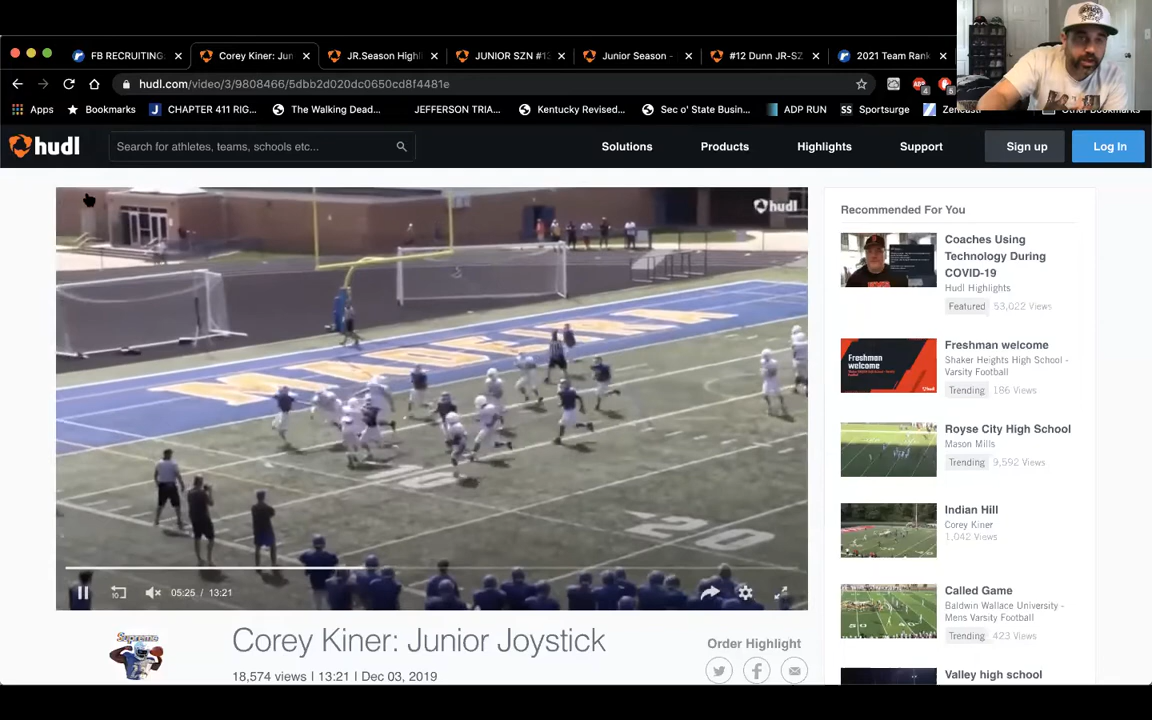 FB RECRUITING
Corey Kiner: Jun
JR.Season Highl
JUNIOR SZN #1
Junior Season -
#12 Dunn JR-SZ
2021 Team Rank
hudl.com/video/3/9808466/5dbb2d020dc0650cd8f4481e
Apps
Bookmarks
CHAPTER 411 RIG...
The Walking Dead...
JEFFERSON TRIA...
Kentucky Revised...
Sec o' State Busin...
ADP RUN
SS Sportsurge
Zencast
Other Bookmarks
hudl
Search for athletes, teams, schools etc...
Solutions
Products
Highlights
Support
Sign up
Log In
hudl
20
05:25 / 13:21
Supreme
Corey Kiner: Junior Joystick
18,574 views | 13:21 | Dec 03, 2019
Order Highlight
Recommended For You
Coaches Using
Technology During
COVID-19
Hudl Highlights
Featured 53,022 Views
Freshman
welcome
Freshman welcome
Shaker Heights High School -
Varsity Football
Trending 186 Views
Royse City High School
Mason Mills
Trending 9,592 Views
Indian Hill
Corey Kiner
1,042 Views
Called Game
Baldwin Wallace University -
Mens Varsity Football
Trending 423 Views
Valley high school